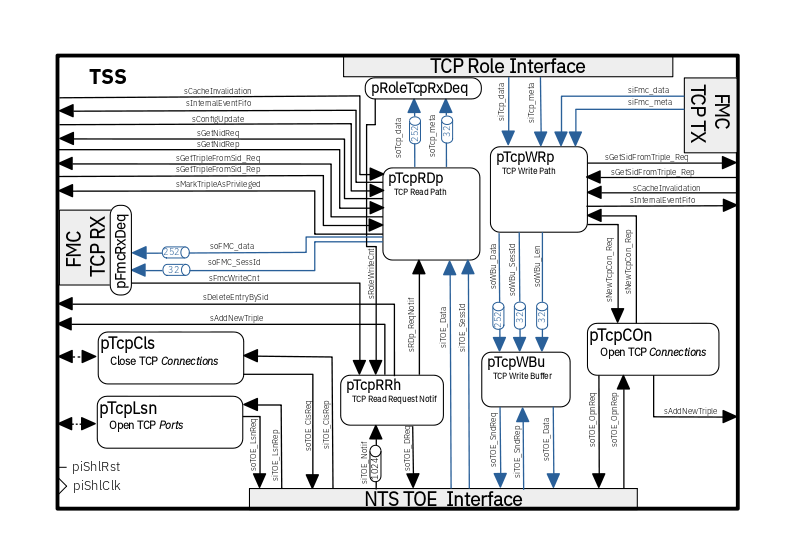 TSS
TCP Role Interface
pRoleTcpRxDeq
sCacheInvalidation
sInternalEventFifo
sConfigUpdate
sGetNidReq
sGetNidRep
sGetTripleFromSid_Req
sGetTripleFromSid_Rep
sMarkTripleAsPrivileged
soTcp_data
252
soTcp_meta
32
siTcp_data
siTcp_meta
siFmc_data
siFmc_meta
FMC
TCP TX
pTcpRDp
TCP Read Path
pTcpWRp
TCP Write Path
sGetSidFromTriple_Req
sGetSidFromTriple_Rep
sCacheInvalidation
sInternalEventFifo
FMC
TCP RX
pFmcRxDeq
252
soFMC_data
32
soFMC_SessId
sFmcWriteCnt
sRoleWriteCnt
sDeleteEntryBySid
sAddNewTriple
sRDp_ReqNotif
siTOE_Data
siTOE_SessId
soWBu_Data
soWBu_SessId
soWBu_Len
252
32
32
sNewTcpCon_Req
sNewTcpCon_Rep
pTcpCls
Close TCP Connections
pTcpLsn
Open TCP Ports
pTcpRRh
TCP Read Request Notif
pTcpWBu
TCP Write Buffer
pTcpCOn
Open TCP Connections
sAddNewTriple
soTOE_LsnReq
siTOE_LsnRep
soTOE_ClsReq
siTOE_ClsRep
siTOE_Notif
1024
soTOE_DReq
soTOE_SndReq
siTOE_SndRep
soTOE_Data
soTOE_OpnReq
siTOE_OpnRep
piShlRst
piShlClk
NTS TOE Interface